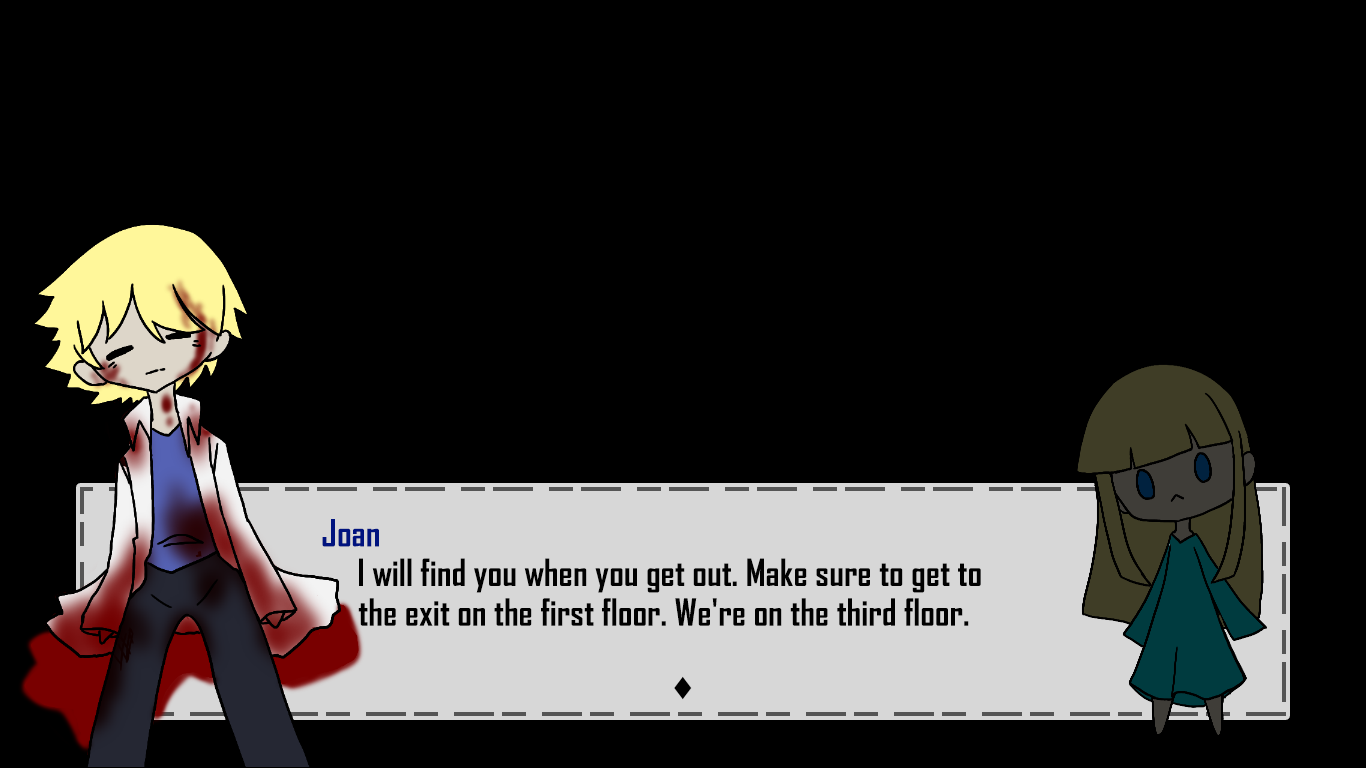 Joan
I will find you when you get out. Make sure to get to
the exit on the first floor. We're on the third floor.